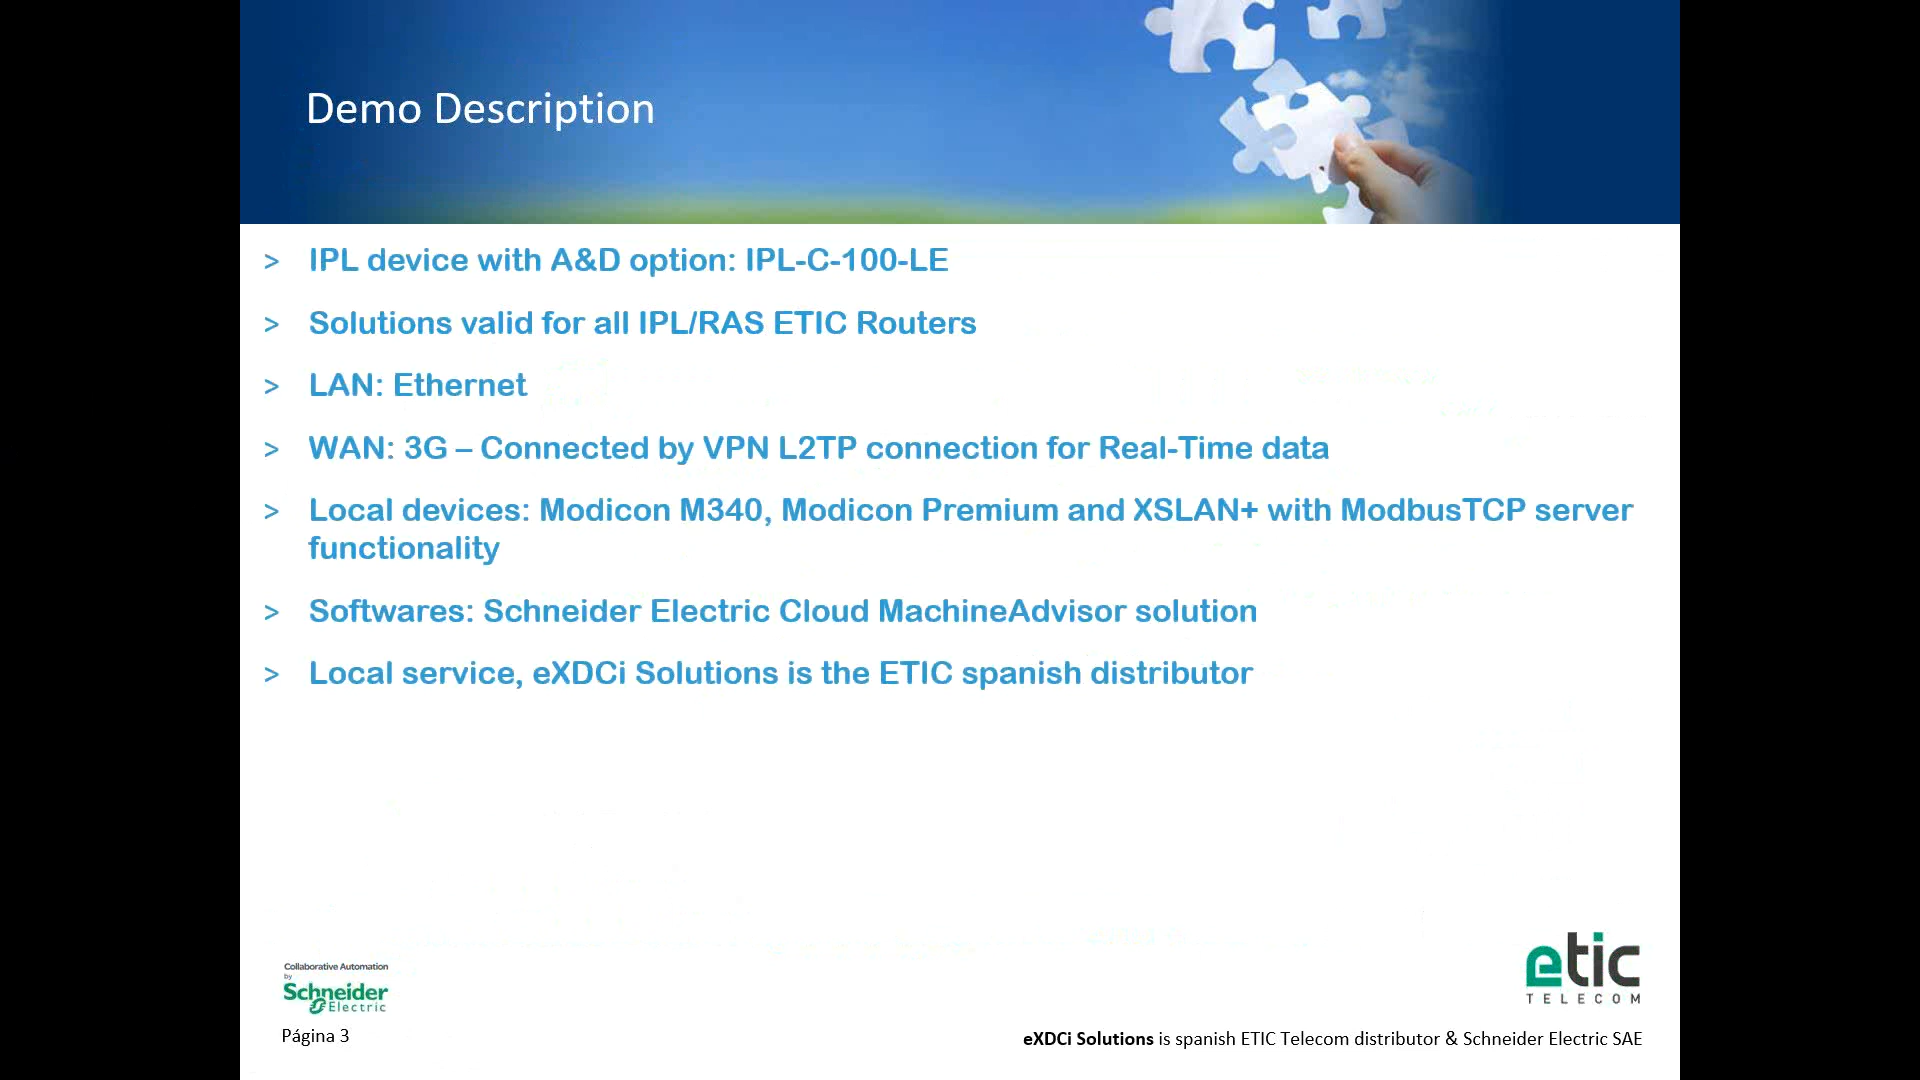 Demo Description
> IPL device with A&D option: IPL-C-100-LE
> Solutions valid for all IPL/RAS ETIC Routers
> LAN: Ethernet
> WAN: 3G – Connected by VPN L2TP connection for Real-Time data
> Local devices: Modicon M340, Modicon Premium and XSLAN+ with ModbusTCP server
functionality
> Softwares: Schneider Electric Cloud MachineAdvisor solution
> Local service, eXDCi Solutions is the ETIC spanish distributor
Collaborative Automation
by
Schneider
Electric
etic
TELECOM
Página 3
eXDCi Solutions is spanish ETIC Telecom distributor & Schneider Electric SAE